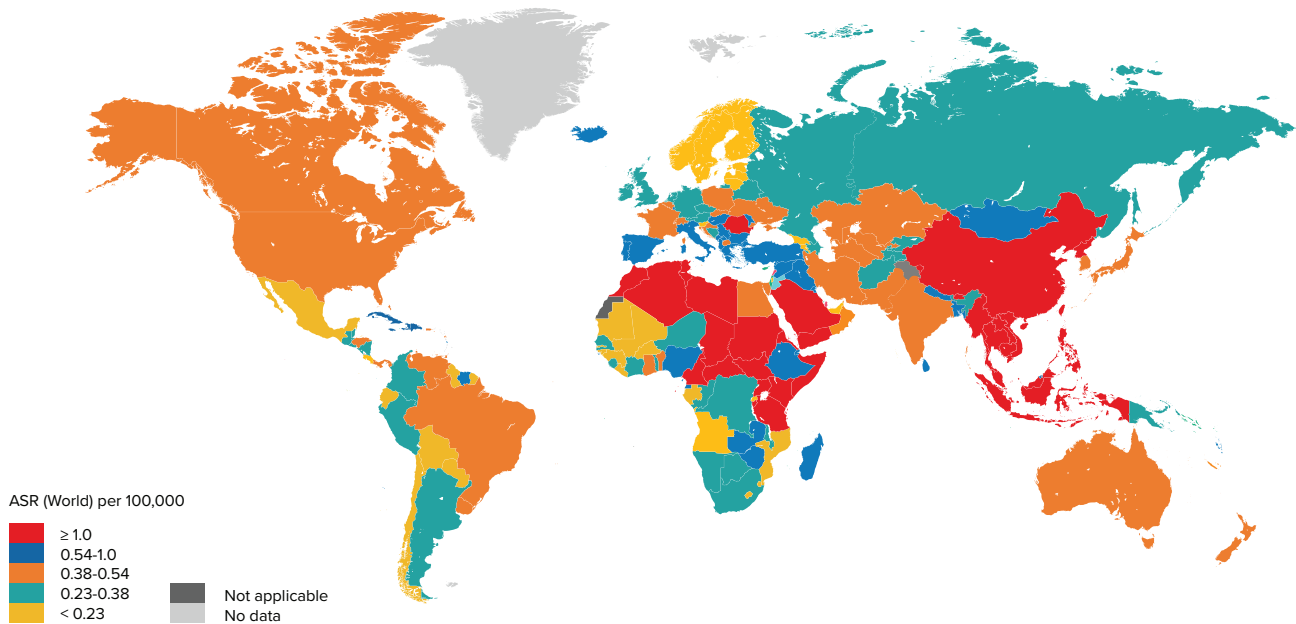 ASR (World) per 100,000
≥ 1.0
0.54-1.0
0.38-0.54
0.23-0.38
< 0.23
Not applicable
No data